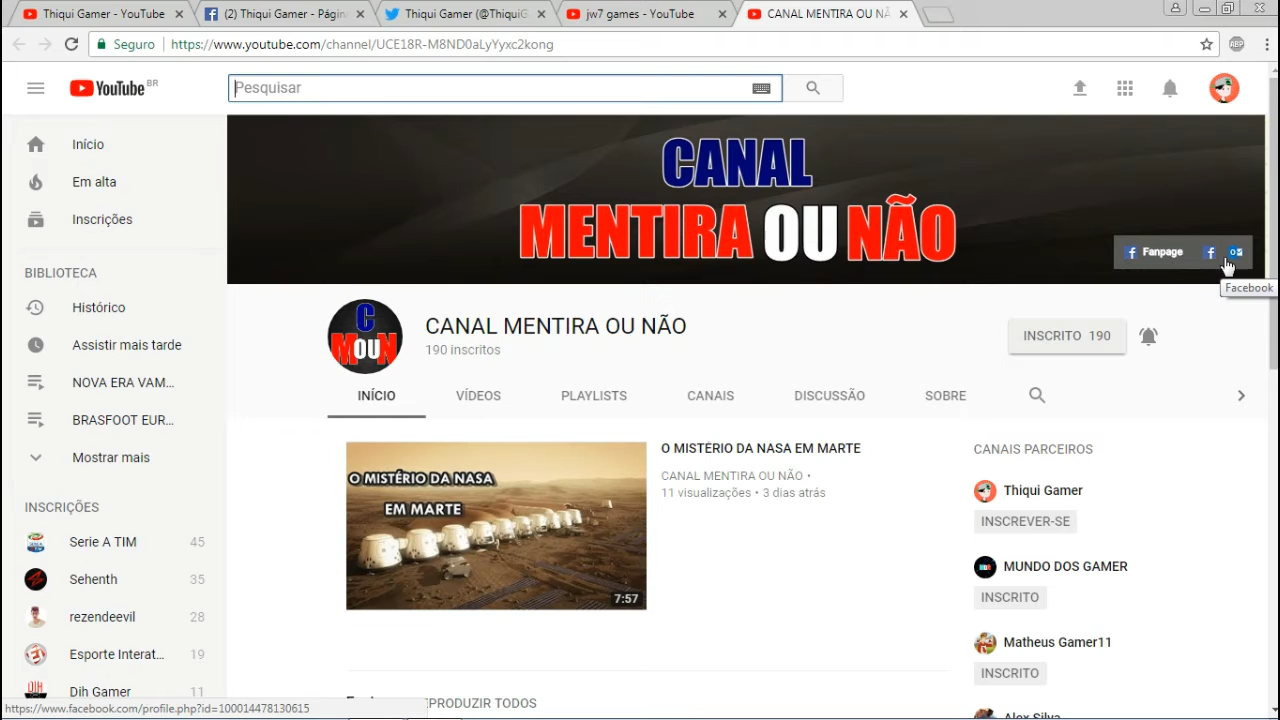 Thiqui Gamer - YouTube
(2) Thiqui Gamer - Págin
Thiqui Gamer (@ThiquiG
jw7 games - YouTube
CANAL MENTIRA OU NÃ
Seguro
https://www.youtube.com/channel/UCE18R-M8ND0aLyYyxc2kong
ABP
YouTube BR
Pesquisar
Início
Em alta
Inscrições
BIBLIOTECA
Histórico
Assistir mais tarde
NOVA ERA VAM...
BRASFOOT EUR...
Mostrar mais
INSCRIÇÕES
Serie A TIM 45
Sehenth 35
rezendeevil 28
Esporte Interat... 19
DIH
Dih Gamer 11
CANAL
MENTIRA OU NÃO
Fanpage
Facebook
C
MOUN
CANAL MENTIRA OU NÃO
190 inscritos
INSCRITO 190
INÍCIO
VÍDEOS
PLAYLISTS
CANAIS
DISCUSSÃO
SOBRE
O MISTÉRIO DA NASA
EM MARTE
7:57
O MISTÉRIO DA NASA EM MARTE
CANAL MENTIRA OU NÃO •
11 visualizações • 3 dias atrás
CANAIS PARCEIROS
Thiqui Gamer
INSCREVER-SE
MUNDO DOS GAMER
INSCRITO
Matheus Gamer11
INSCRITO
Alex Silva
EPRODUZIR TODOS
https://www.facebook.com/profile.php?id=100014478130615